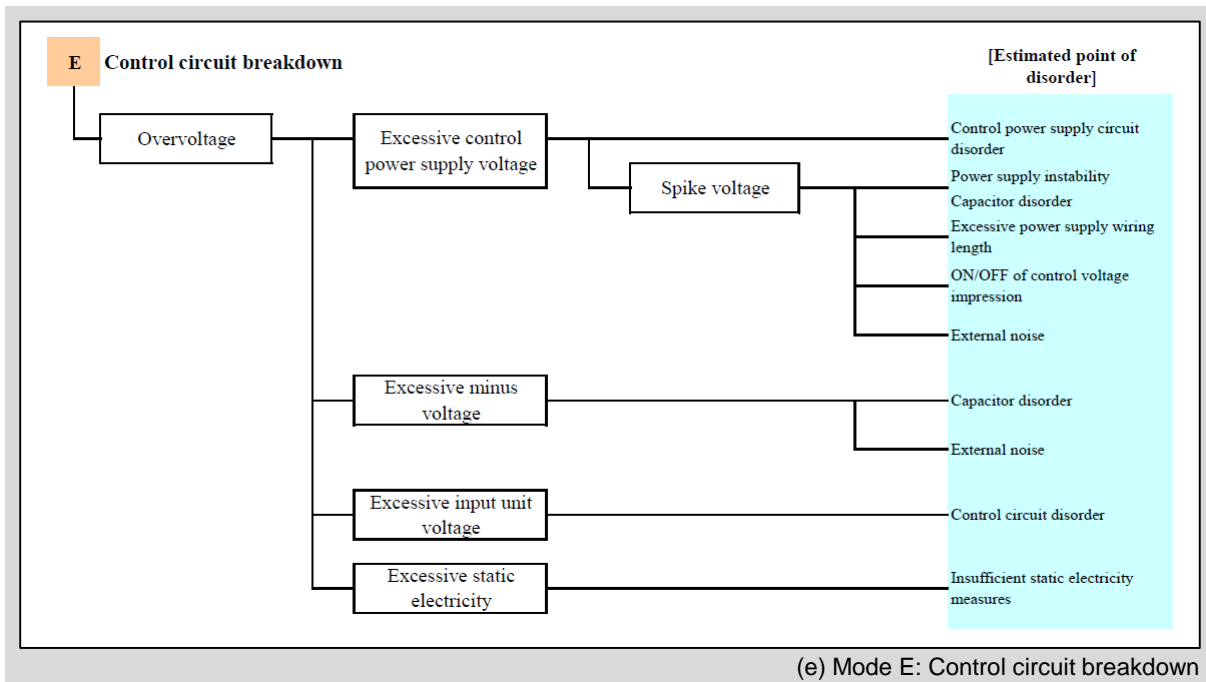 E Control circuit breakdown
[Estimated point of
disorder]
Overvoltage
Excessive control
power supply voltage
Control power supply circuit
disorder
Spike voltage
Power supply instability
Capacitor disorder
Excessive power supply wiring
length
ON/OFF of control voltage
impression
External noise
Excessive minus
voltage
Capacitor disorder
External noise
Excessive input unit
voltage
Control circuit disorder
Excessive static
electricity
Insufficient static electricity
measures
(e) Mode E: Control circuit breakdown